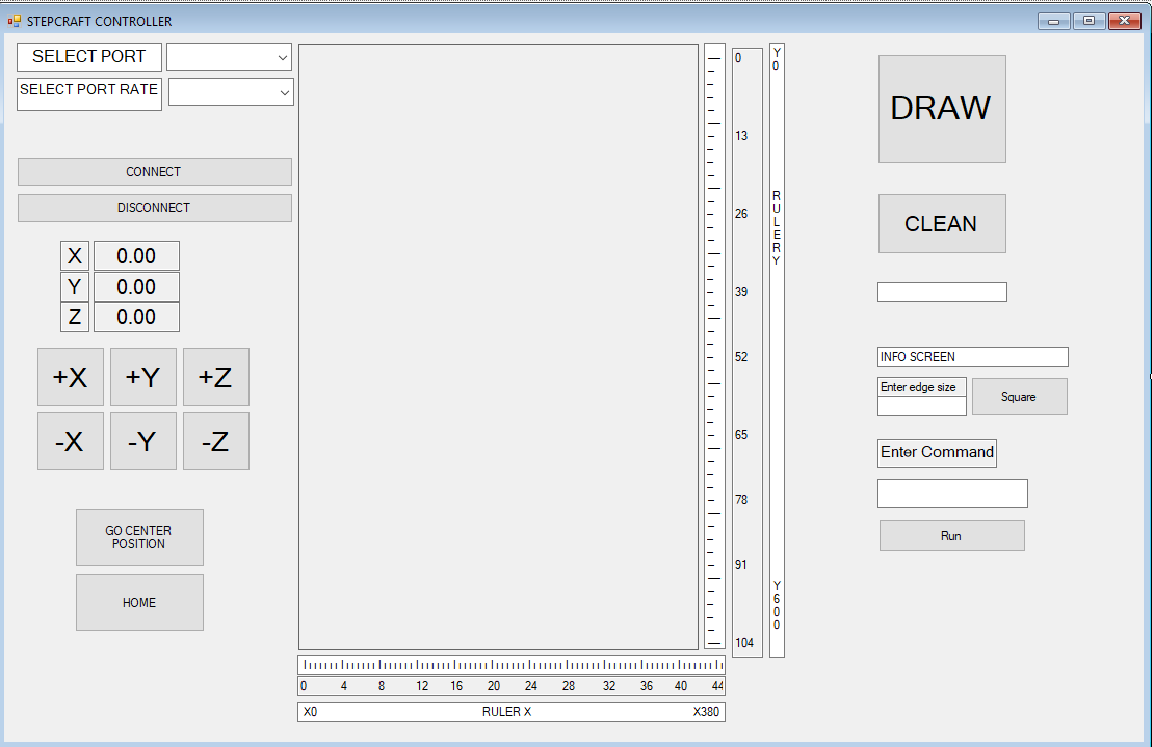 STEPCRAFT CONTROLLER
SELECT PORT
SELECT PORT RATE
CONNECT
DISCONNECT
X 0.00
Y 0.00
Z 0.00
+X +Y +Z
-X -Y -Z
GO CENTER
POSITION
HOME
0
13
26
39
52
65
78
91
104
Y0
RULERY
Y600
0 4 8 12 16 20 24 28 32 36 40 44
X0 RULER X X380
DRAW
CLEAN
INFO SCREEN
Enter edge size
Square
Enter Command
Run